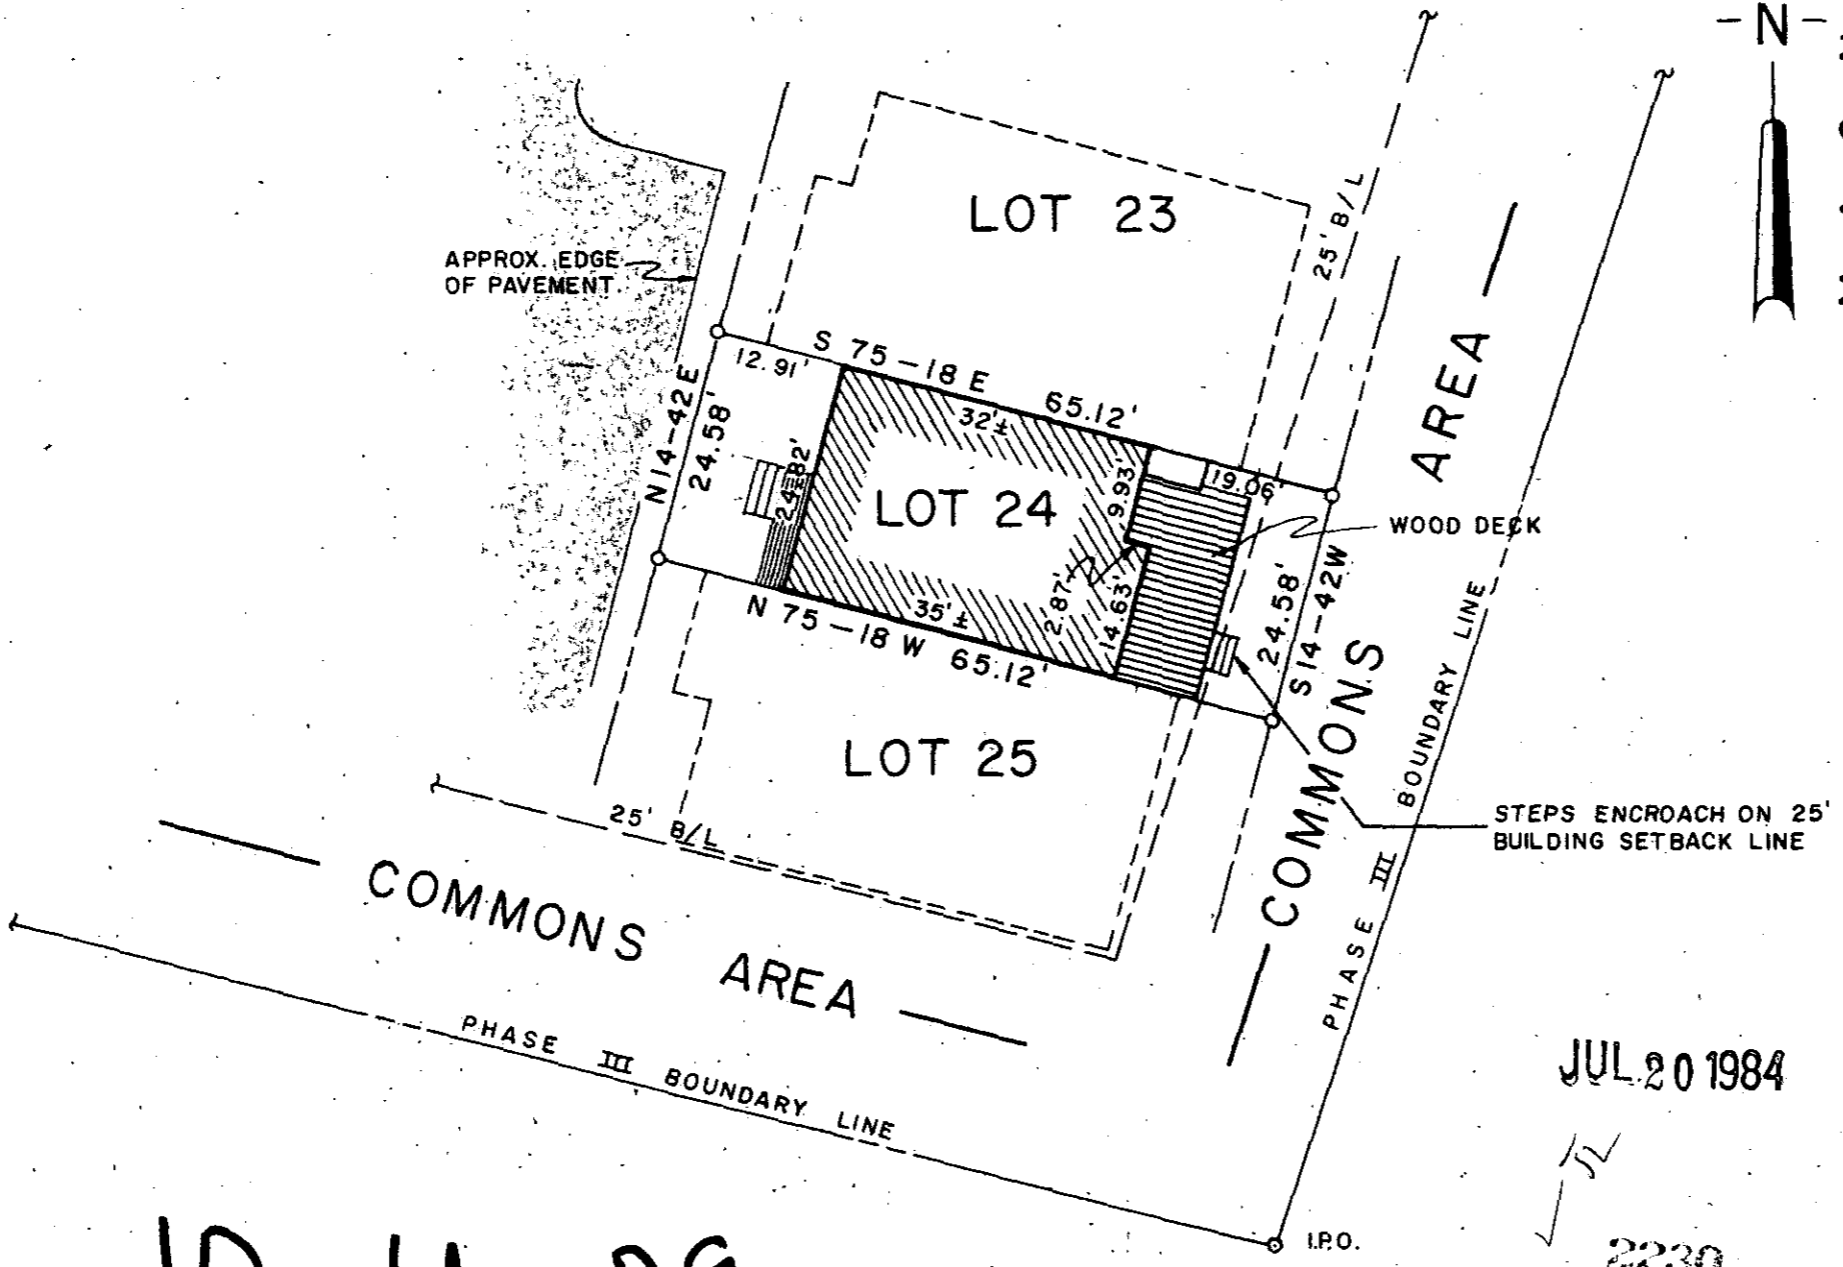 - N -
LOT 23
25' B/L
APPROX. EDGE
OF PAVEMENT.
AREA
S 75-18 E 65.12'
12.91'
32'±
N14-42E
24.58'
24.82'
LOT 24
9.93'
19.06'
WOOD DECK
2.87'
14.63'
24.58'
S14-42W
35'±
N 75-18 W 65.12'
COMMONS
LOT 25
STEPS ENCROACH ON 25'
BUILDING SETBACK LINE
25' B/L
COMMONS AREA
PHASE III BOUNDARY LINE
PHASE III BOUNDARY LINE
JUL 20 1984
I.P.O.